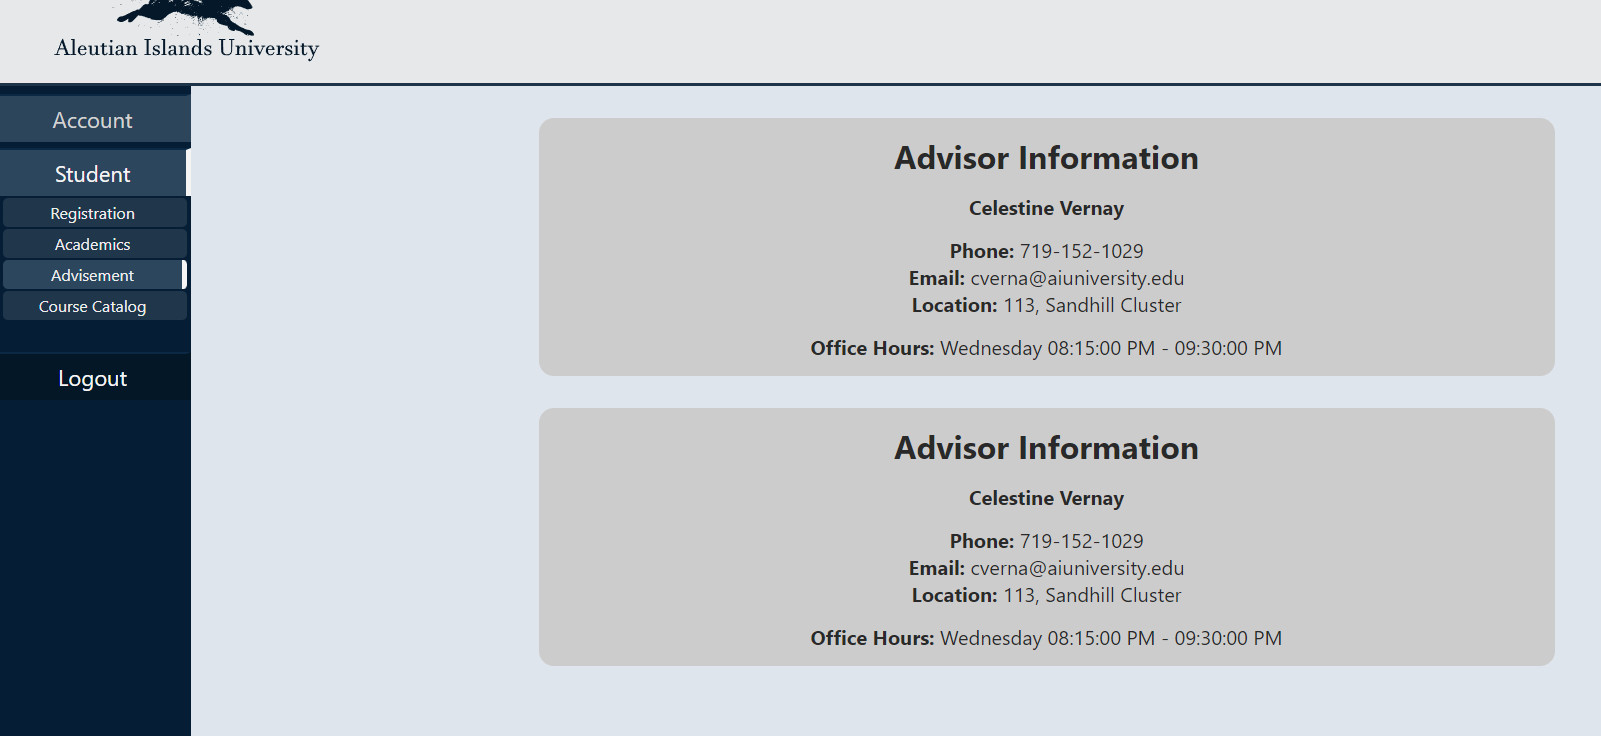 Aleutian Islands University
Account
Student
Registration
Academics
Advisement
Course Catalog
Logout
Advisor Information
Celestine Vernay
Phone: 719-152-1029
Email: cverna@aiuniversity.edu
Location: 113, Sandhill Cluster
Office Hours: Wednesday 08:15:00 PM - 09:30:00 PM
Advisor Information
Celestine Vernay
Phone: 719-152-1029
Email: cverna@aiuniversity.edu
Location: 113, Sandhill Cluster
Office Hours: Wednesday 08:15:00 PM - 09:30:00 PM